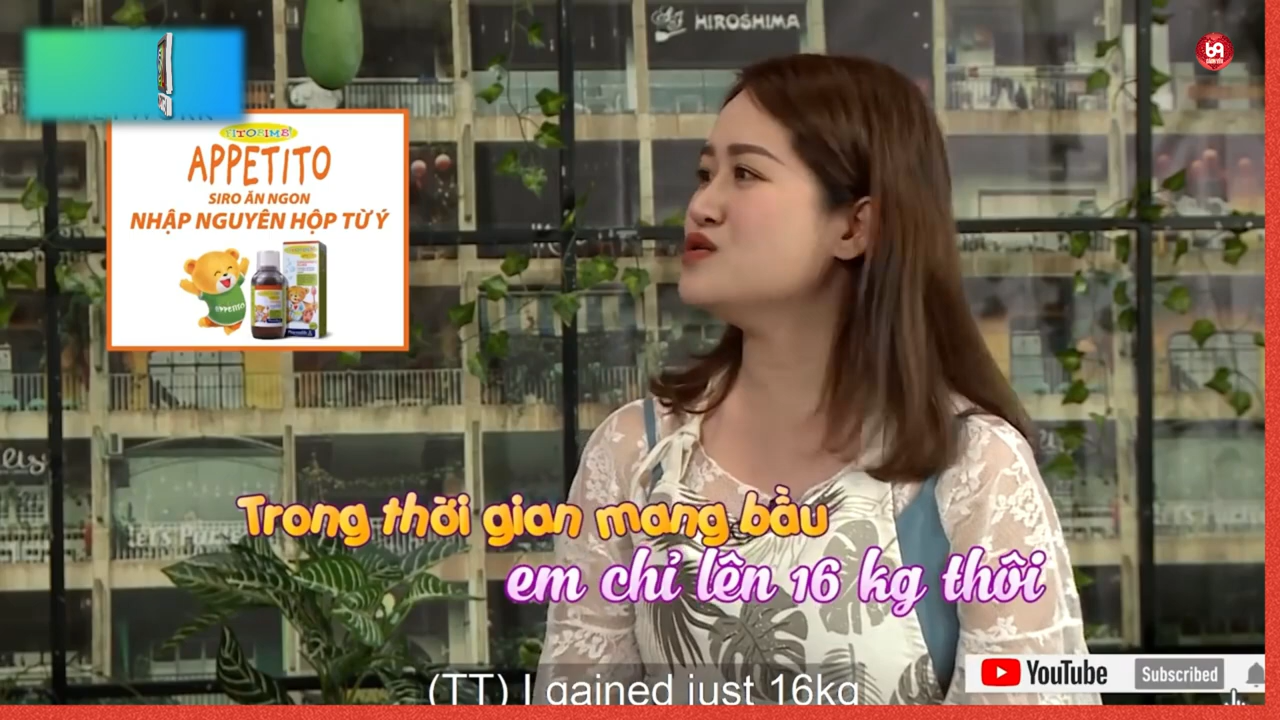 HIROSHIMA
APPETITO
SIRO ĂN NGON
NHẬP NGUYÊN HỘP TỪ Ý
APPETITO
Trong thời gian mang bầu
em chỉ lên 16 kg thôi
(TT) I gained just 16kg
YouTube
Subscribed